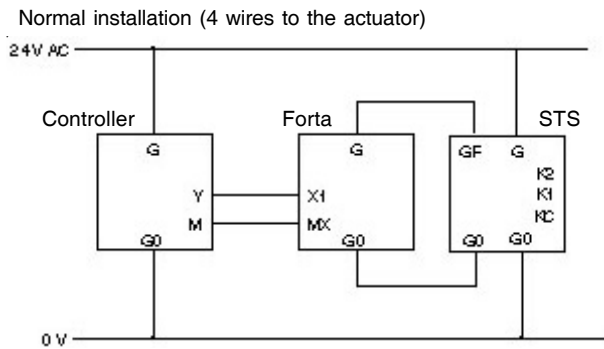 Normal installation (4 wires to the actuator)
24V AC
Controller
Forta
STS
G
G
GF
G
K2
K1
KC
Y
X1
M
MX
G0
G0
G0
G0
0 V